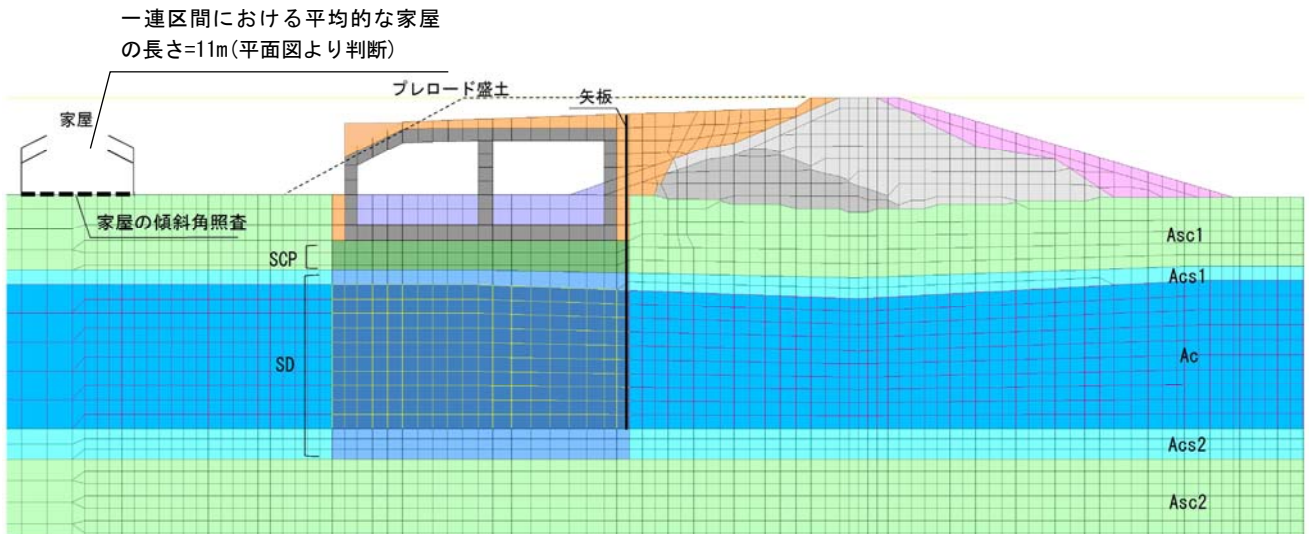 一連区間における平均的な家屋
の長さ=11m(平面図より判断)
プレロード盛土
矢板
家屋
家屋の傾斜角照査
SCP
SD
Asc1
Acs1
Ac
Acs2
Asc2